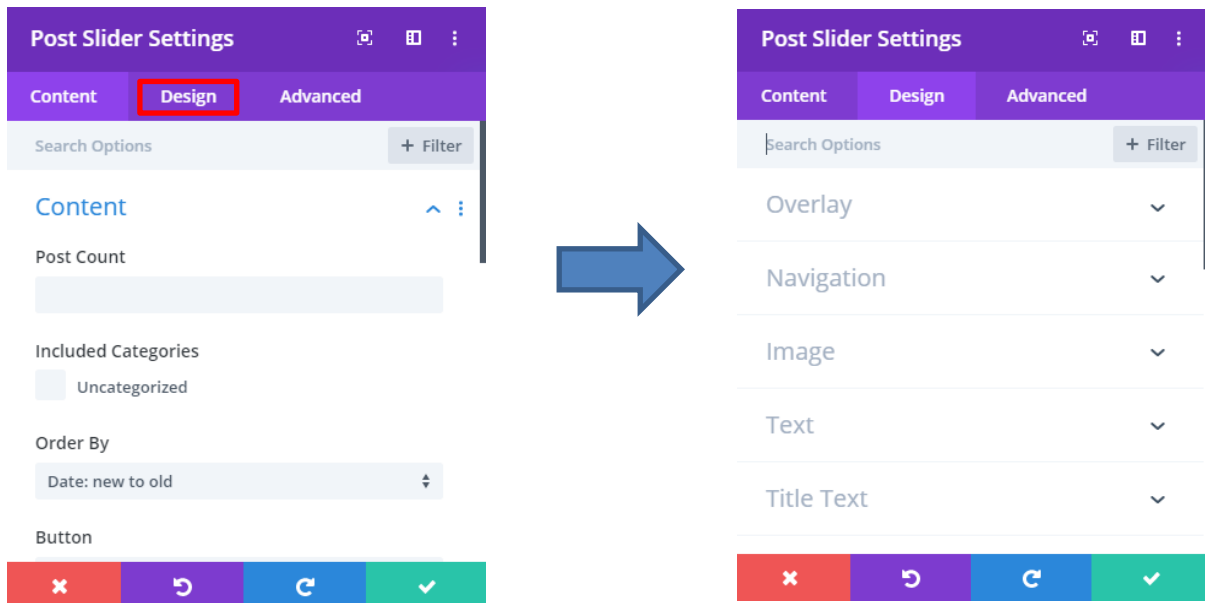 Post Slider Settings
Content Design Advanced
Search Options + Filter
Content
Post Count
Included Categories
Uncategorized
Order By
Date: new to old
Button
Post Slider Settings
Content Design Advanced
Search Options + Filter
Overlay
Navigation
Image
Text
Title Text